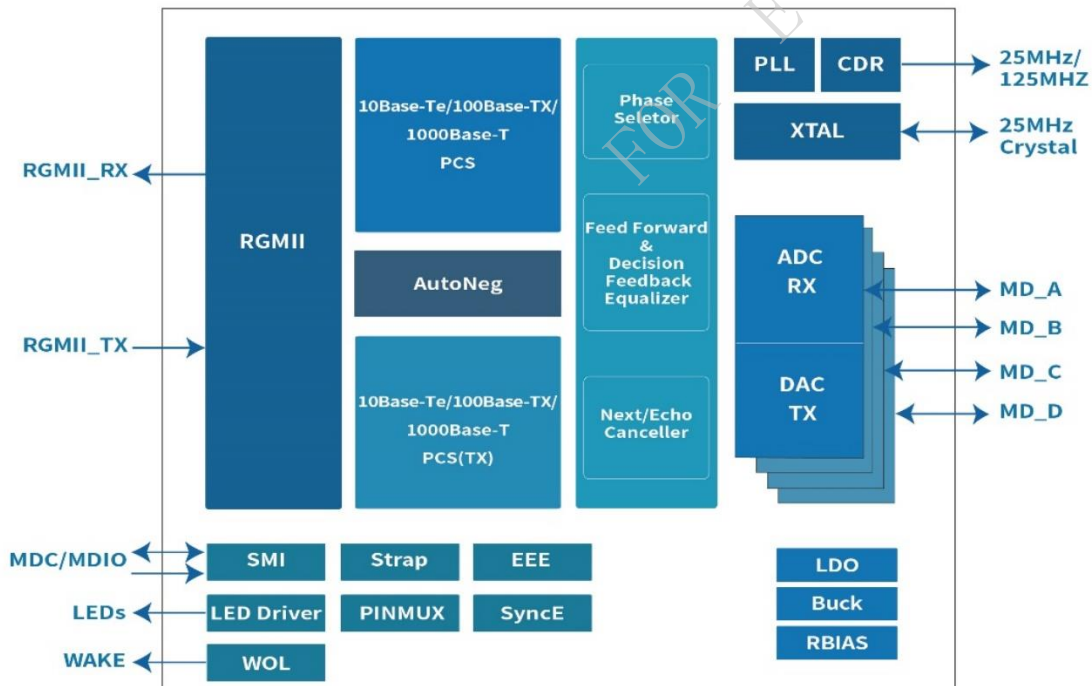 PLL
CDR
25MHz/
125MHZ
XTAL
25MHz
Crystal
10Base-Te/100Base-TX/
1000Base-T
PCS
Phase
Seletor
FOR
E
RGMII_RX
RGMII
Feed Forward
&
Decision
Feedback
Equalizer
AutoNeg
ADC
RX
MD_A
MD_B
MD_C
MD_D
RGMII_TX
DAC
TX
10Base-Te/100Base-TX/
1000Base-T
PCS(TX)
Next/Echo
Canceller
MDC/MDIO
SMI
Strap
EEE
LDO
LEDs
LED Driver
PINMUX
SyncE
Buck
WAKE
WOL
RBIAS